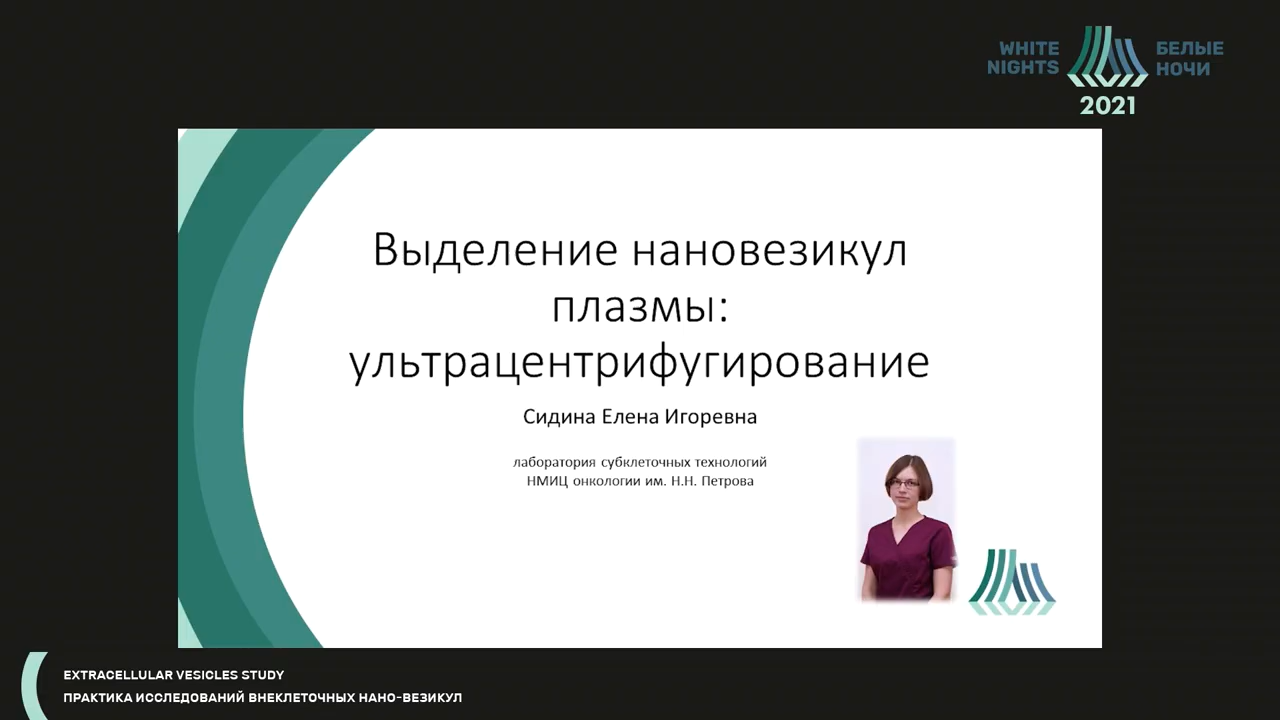 WHITE
NIGHTS
БЕЛЫЕ
НОЧИ
2021
Выделение нановезикул
плазмы:
ультрацентрифугирование
Сидина Елена Игоревна
лаборатория субклеточных технологий
НМИЦ онкологии им. Н.Н. Петрова
EXTRACELLULAR VESICLES STUDY
ПРАКТИКА ИССЛЕДОВАНИЙ ВНЕКЛЕТОЧНЫХ НАНО-ВЕЗИКУЛ